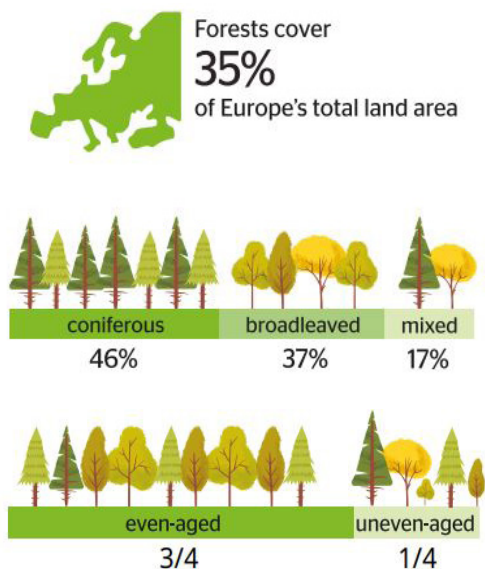 Forests cover
35%
of Europe's total land area
coniferous broadleaved mixed
46% 37% 17%
even-aged uneven-aged
3/4 1/4